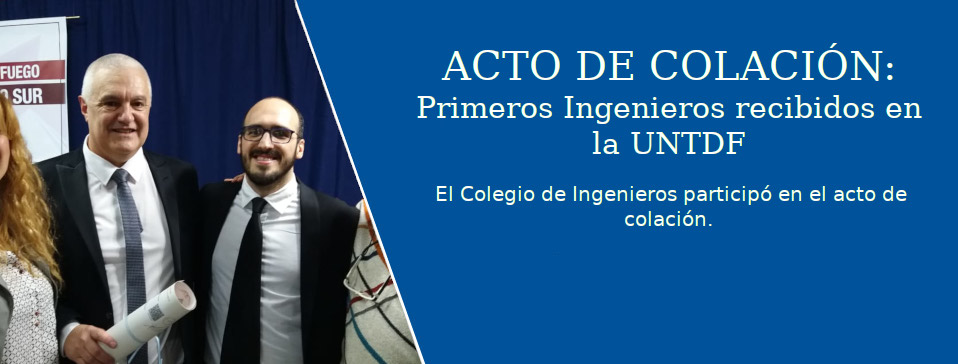 FUEGO
SUR
ACTO DE COLACIÓN:
Primeros Ingenieros recibidos en
la UNTDF
El Colegio de Ingenieros participó en el acto de
colación.